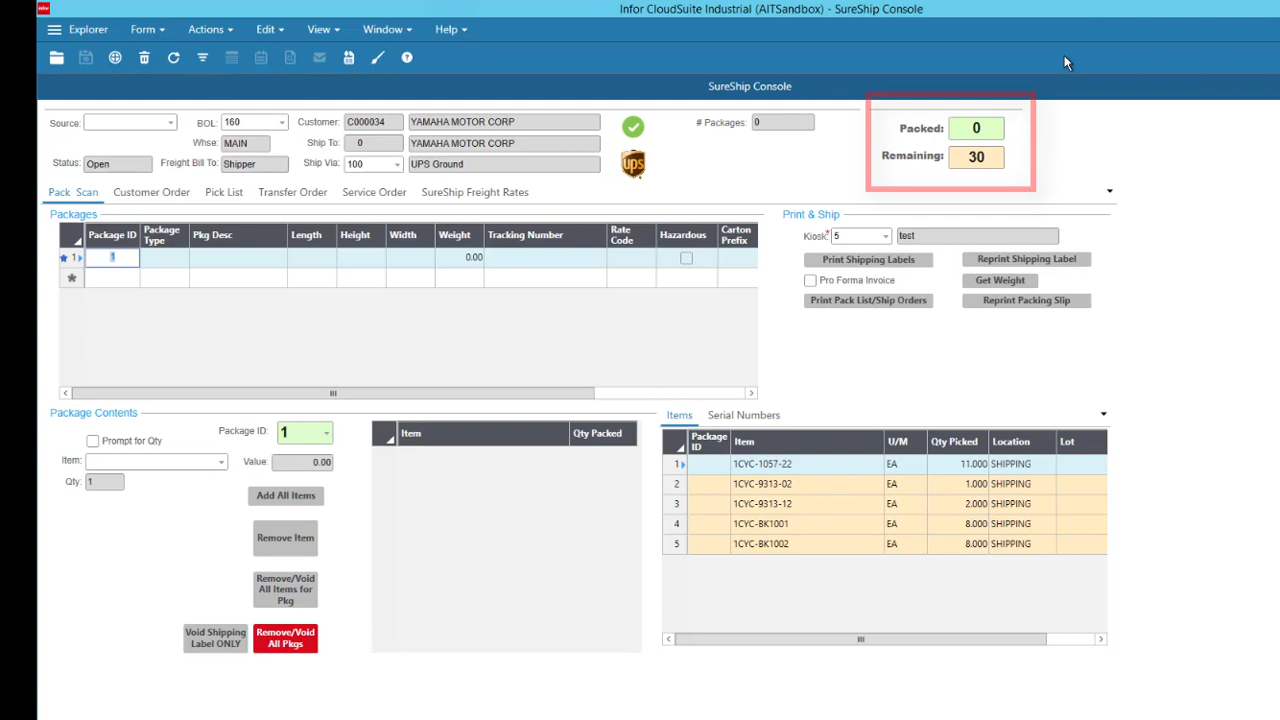 infor
Infor CloudSuite Industrial (AITSandbox) - SureShip Console
Explorer Form Actions Edit View Window Help
SureShip Console
Source: BOL: 160 Customer: C000034 YAMAHA MOTOR CORP # Packages: 0 Packed: 0
Whse: MAIN Ship To: 0 YAMAHA MOTOR CORP Remaining: 30
Status: Open Freight Bill To: Shipper Ship Via: 100 UPS Ground ups
Pack Scan Customer Order Pick List Transfer Order Service Order SureShip Freight Rates
Packages
Package ID Package Type Pkg Desc Length Height Width Weight Tracking Number Rate Code Hazardous Carton Prefix
1 1 0.00
Print & Ship
Kiosk:* 5 test
Print Shipping Labels Reprint Shipping Label
Pro Forma Invoice Get Weight
Print Pack List/Ship Orders Reprint Packing Slip
Package Contents
Prompt for Qty Package ID: 1
Item: Value: 0.00
Qty: 1
Add All Items
Remove Item
Remove/Void
All Items for
Pkg
Void Shipping
Label ONLY
Remove/Void
All Pkgs
Item Qty Packed
Items Serial Numbers
Package ID Item U/M Qty Picked Location Lot
1 1CYC-1057-22 EA 11.000 SHIPPING
2 1CYC-9313-02 EA 1.000 SHIPPING
3 1CYC-9313-12 EA 2.000 SHIPPING
4 1CYC-BK1001 EA 8.000 SHIPPING
5 1CYC-BK1002 EA 8.000 SHIPPING